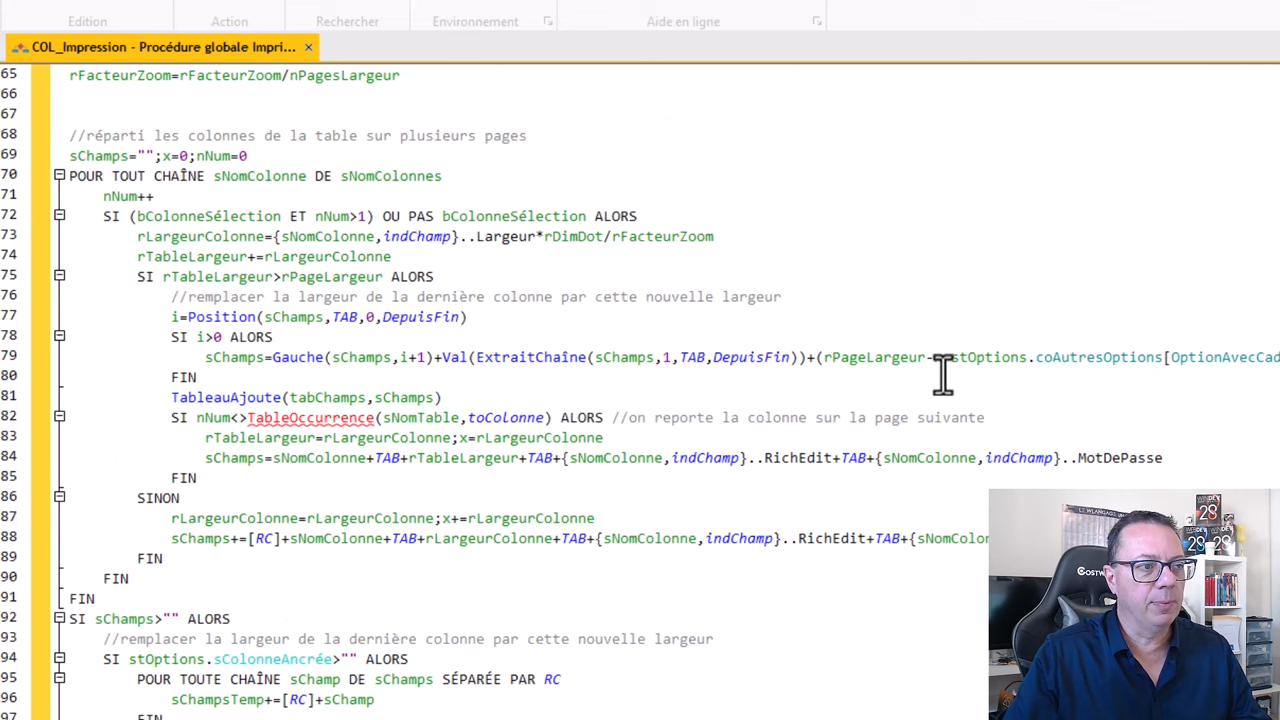 Edition Action Rechercher Environnement Aide en ligne
COL_Impression - Procédure globale Impri... ×
65 rFacteurZoom=rFacteurZoom/nPagesLargeur
66
67
68 //réparti les colonnes de la table sur plusieurs pages
69 sChamps="";x=0;nNum=0
70 POUR TOUT CHAÎNE sNomColonne DE sNomColonnes
71 nNum++
72 SI (bColonneSélection ET nNum>1) OU PAS bColonneSélection ALORS
73 rLargeurColonne={sNomColonne,indChamp}..Largeur*rDimDot/rFacteurZoom
74 rTableLargeur+=rLargeurColonne
75 SI rTableLargeur>rPageLargeur ALORS
76 //remplacer la largeur de la dernière colonne par cette nouvelle largeur
77 i=Position(sChamps,TAB,0,DepuisFin)
78 SI i>0 ALORS
79 sChamps=Gauche(sChamps,i+1)+Val(ExtraitChaîne(sChamps,1,TAB,DepuisFin))+(rPageLargeur- stOptions.coAutresOptions[OptionAvecCad
80 FIN
81 TableauAjoute(tabChamps,sChamps)
82 SI nNum<>TableOccurrence(sNomTable,toColonne) ALORS //on reporte la colonne sur la page suivante
83 rTableLargeur=rLargeurColonne;x=rLargeurColonne
84 sChamps=sNomColonne+TAB+rTableLargeur+TAB+{sNomColonne,indChamp}..RichEdit+TAB+{sNomColonne,indChamp}..MotDePasse
85 FIN
86 SINON
87 rLargeurColonne=rLargeurColonne;x+=rLargeurColonne
88 sChamps+=[RC]+sNomColonne+TAB+rLargeurColonne+TAB+{sNomColonne,indChamp}..RichEdit+TAB+{sNomColon
89 FIN
90 FIN
91 FIN
92 SI sChamps>"" ALORS
93 //remplacer la largeur de la dernière colonne par cette nouvelle largeur
94 SI stOptions.sColonneAncrée>"" ALORS
95 POUR TOUTE CHAÎNE sChamp DE sChamps SÉPARÉE PAR RC
96 sChampsTemp+=[RC]+sChamp
97 FIN
WINDEV
28
28
28
COSTWAY